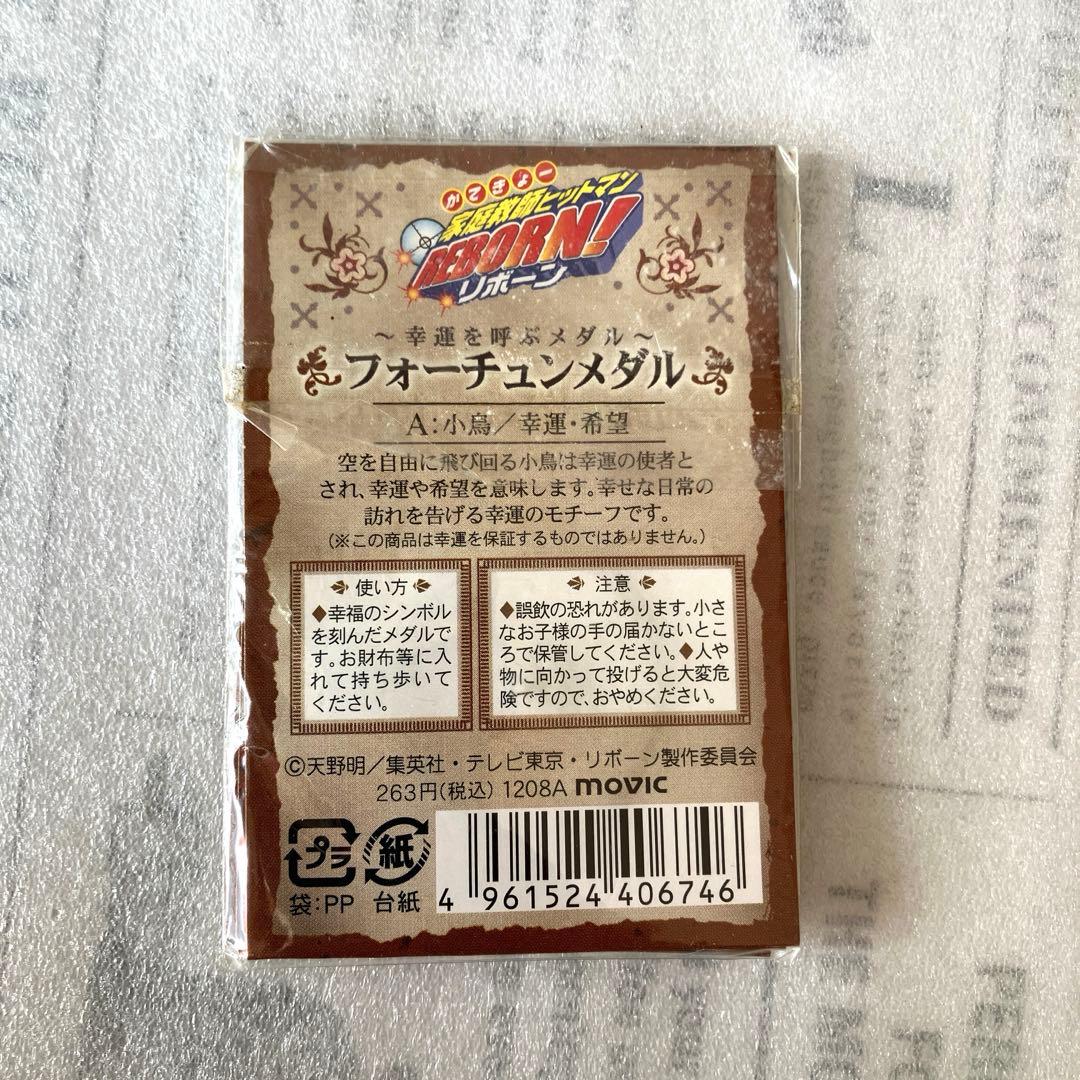 かてきょー
家庭教師ヒットマン
REBORN!
リボーン
～幸運を呼ぶメダル～
フォーチュンメダル
A：小鳥／幸運・希望
空を自由に飛び回る小鳥は幸運の使者と
され、幸運や希望を意味します。幸せな日常の
訪れを告げる幸運のモチーフです。
(※この商品は幸運を保証するものではありません。)
使い方
◆幸福のシンボル
を刻んだメダルで
す。お財布等に入
れて持ち歩いて
ください。
注意
◆誤飲の恐れがあります。小さ
なお子様の手の届かないとこ
ろで保管してください。◆人や
物に向かって投げると大変危
険ですので、おやめください。
©天野明／集英社・テレビ東京・リボーン製作委員会
263円(税込) 1208A movic
プラ
紙
袋：PP 台紙
4 961524 406746
RECOMMENDED